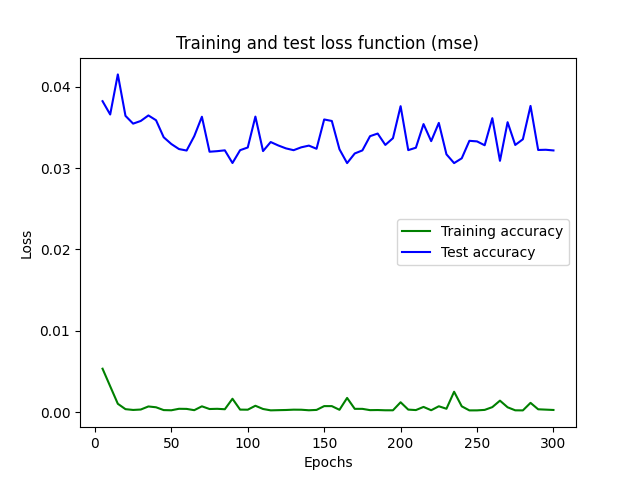 Training and test loss function (mse)
0.04
0.03
0.02
0.01
0.00
Loss
Training accuracy
Test accuracy
0
50
100
150
200
250
300
Epochs